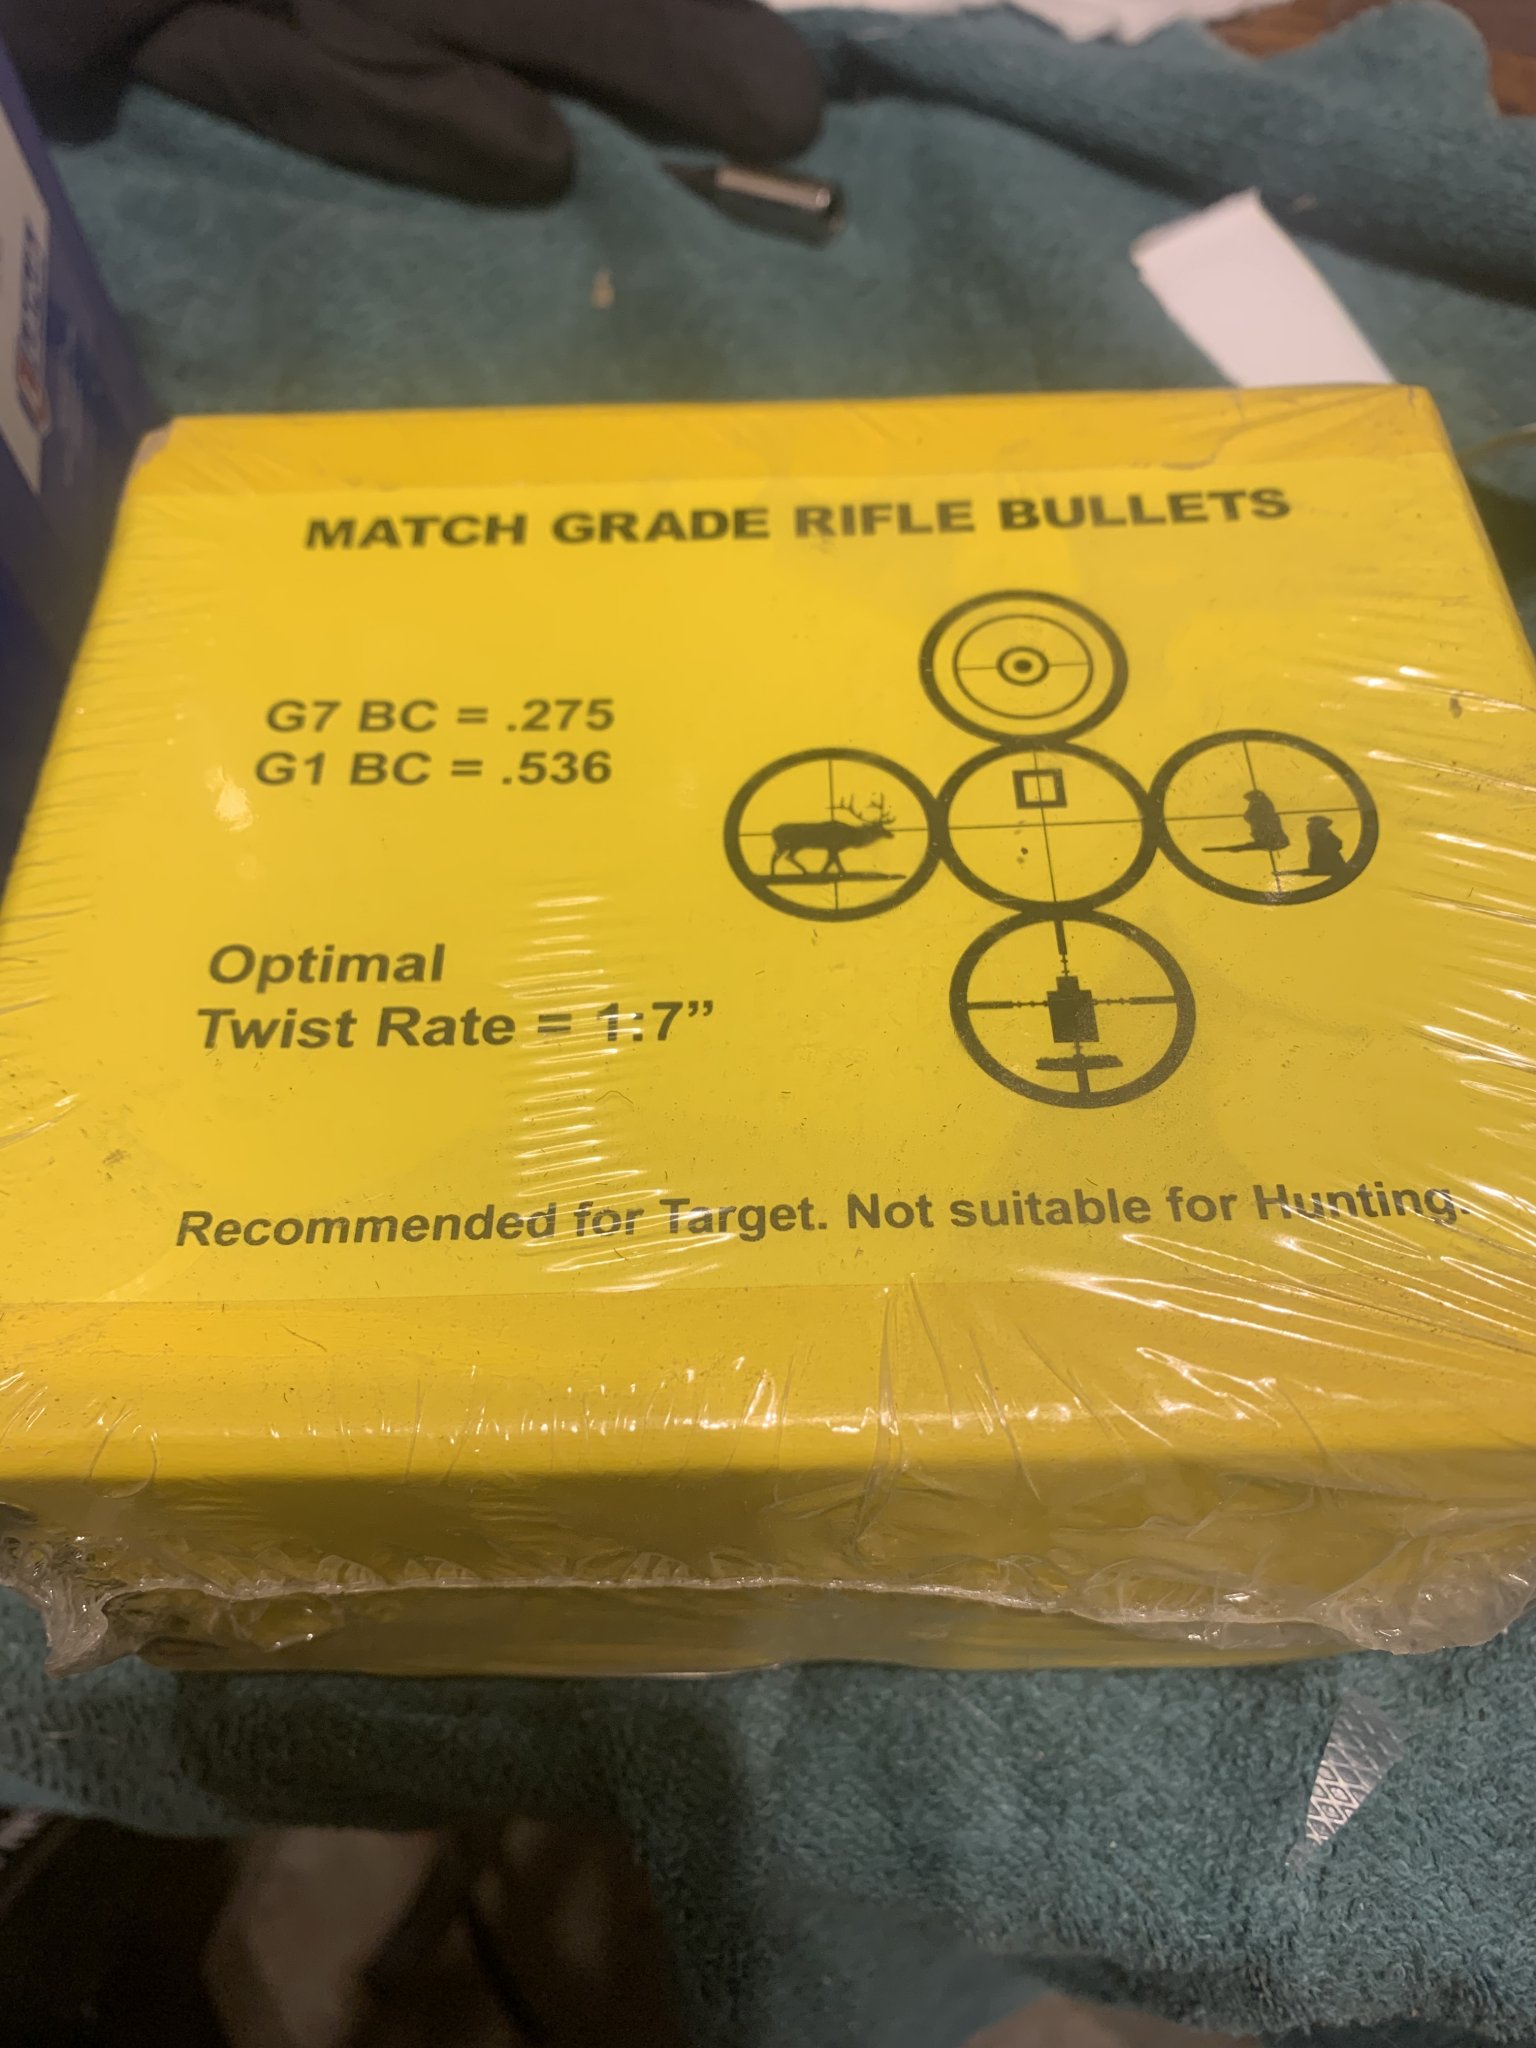 MATCH GRADE RIFLE BULLETS
G7 BC = .275
G1 BC = .536
Optimal
Twist Rate = 1:7”
Recommended for Target. Not suitable for Hunting.